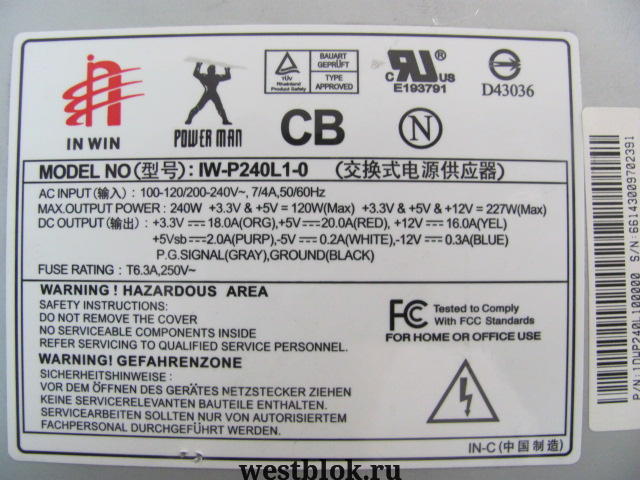 IN WIN
POWER MAN
TÜV
Rheinland
Product Safety
BAUART
GEPRÜFT
TYPE
APPROVED
CB
C UL US ®
E193791
N
D43036
MODEL NO (型号): IW-P240L1-0 (交换式电源供应器)
AC INPUT (输入) : 100-120/200-240V~, 7/4A,50/60Hz
MAX.OUTPUT POWER : 240W +3.3V & +5V = 120W(Max) +3.3V & +5V & +12V = 227W(Max)
DC OUTPUT (输出) : +3.3V ⎓ 18.0A(ORG),+5V⎓20.0A(RED), +12V ⎓ 16.0A(YEL)
+5Vsb⎓2.0A(PURP),-5V ⎓ 0.2A(WHITE),-12V ⎓ 0.3A(BLUE)
P.G.SIGNAL(GRAY),GROUND(BLACK)
FUSE RATING : T6.3A,250V~
WARNING ! HAZARDOUS AREA
SAFETY INSTRUCTIONS:
DO NOT REMOVE THE COVER
NO SERVICEABLE COMPONENTS INSIDE
REFER SERVICING TO QUALIFIED SERVICE PERSONNEL.
FC Tested to Comply
With FCC Standards
FOR HOME OR OFFICE USE
WARNUNG! GEFAHRENZONE
SICHERHEITSHINWEISE :
VOR DEM ÖFFNEN DES GERÄTES NETZSTECKER ZIEHEN
KEINE SERVICERELEVANTEN BAUTEILE ENTHALTEN.
SERVICEARBEITEN SOLLTEN NUR VON AUTORISIERTEM
FACHPERSONAL DURCHGEFÜHRT WERDEN.
IN-C (中国制造)
P/N:1DWP240L100000 S/N:661430009702391
westblok.ru